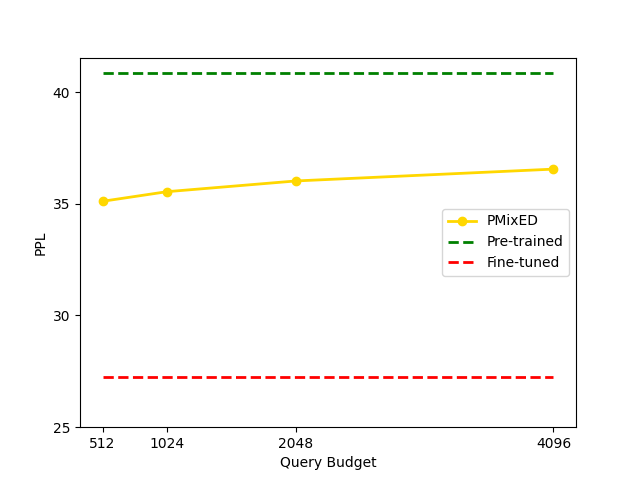 40
35
30
25
PPL
PMixED
Pre-trained
Fine-tuned
512 1024 2048 4096
Query Budget